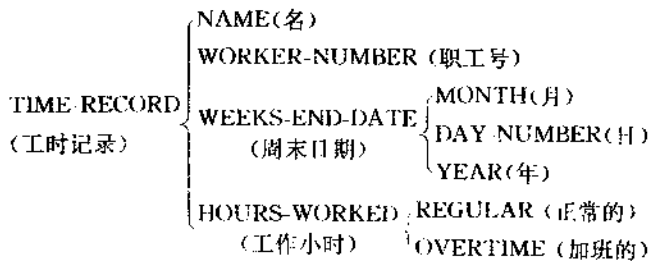 NAME(名)
WORKER-NUMBER (职工号)
TIME-RECORD
(工时记录)
WEEKS-END-DATE
(周末日期)
MONTH(月)
DAY-NUMBER(日)
YEAR(年)
HOURS-WORKED
(工作小时)
REGULAR (正常的)
OVERTIME (加班的)